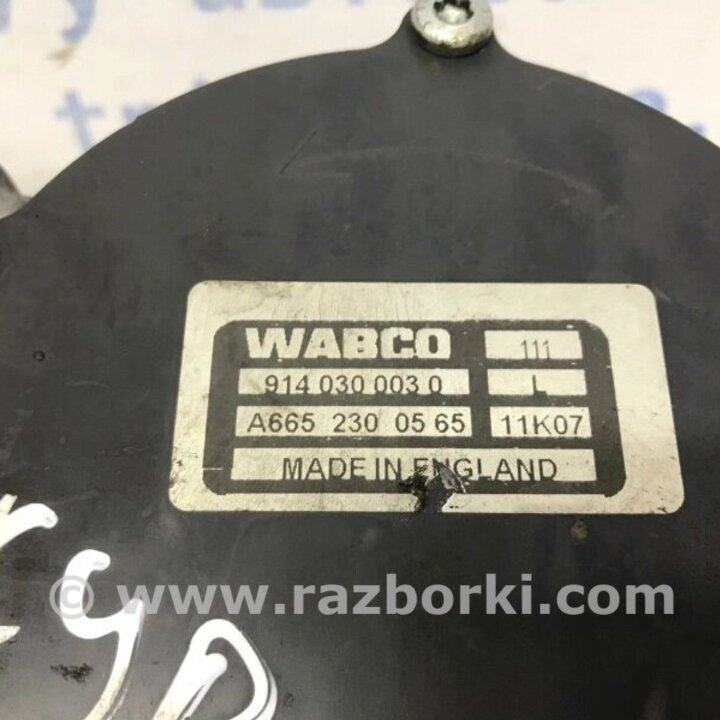 WABCO 111
914 030 003 0 L
A665 230 05 65 11K07
MADE IN ENGLAND
© www.razborki.com